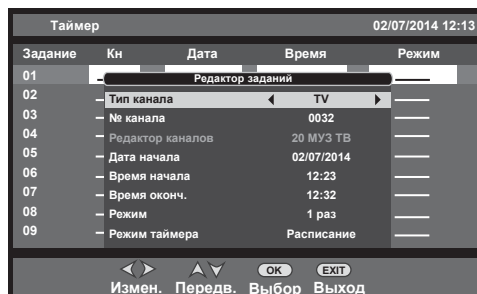 Таймер 02/07/2014 12:13
Задание Кн Дата Время Режим
01 Редактор заданий
02 Тип канала TV
03 № канала 0032
04 Редактор каналов 20 МУЗ ТВ
05 Дата начала 02/07/2014
06 Время начала 12:23
07 Время оконч. 12:32
08 Режим 1 раз
09 Режим таймера Расписание
OK EXIT
Измен. Передв. Выбор Выход